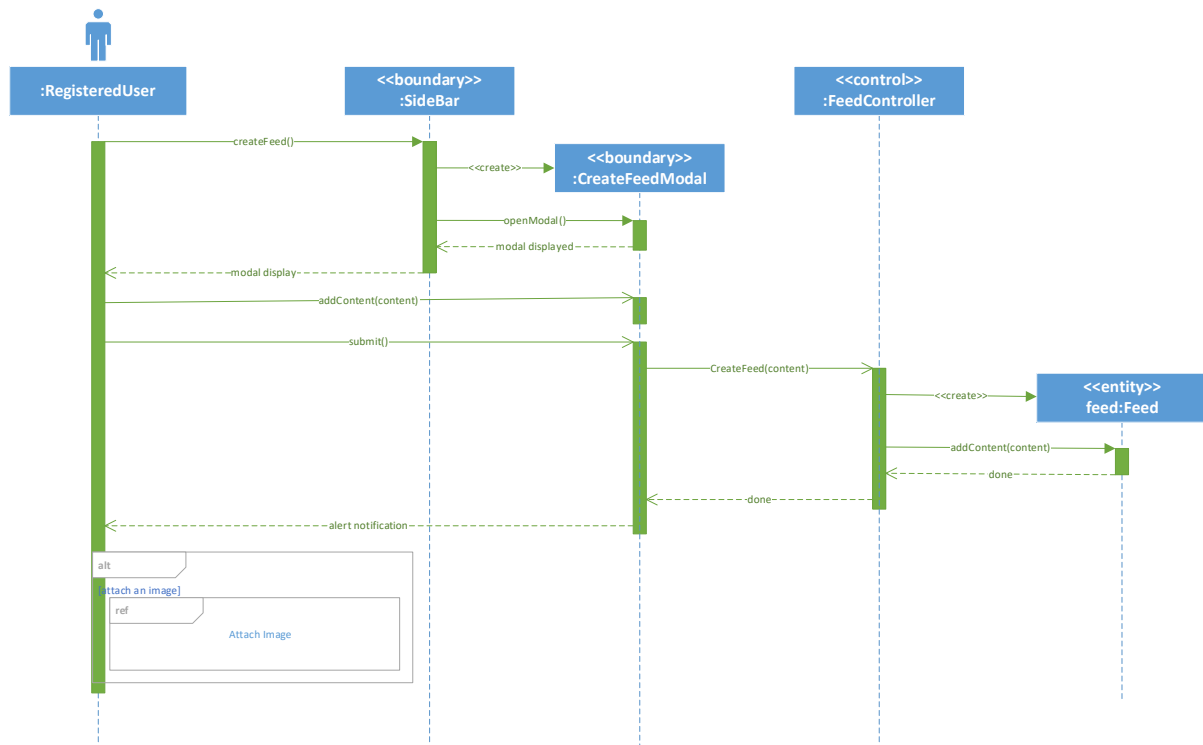 :RegisteredUser
<<boundary>>
:SideBar
<<control>>
:FeedController
createFeed()
<<create>>
<<boundary>>
:CreateFeedModal
openModal()
modal displayed
modal display
addContent(content)
submit()
CreateFeed(content)
<<create>>
<<entity>>
feed:Feed
addContent(content)
done
done
alert notification
alt
[attach an image]
ref
Attach Image